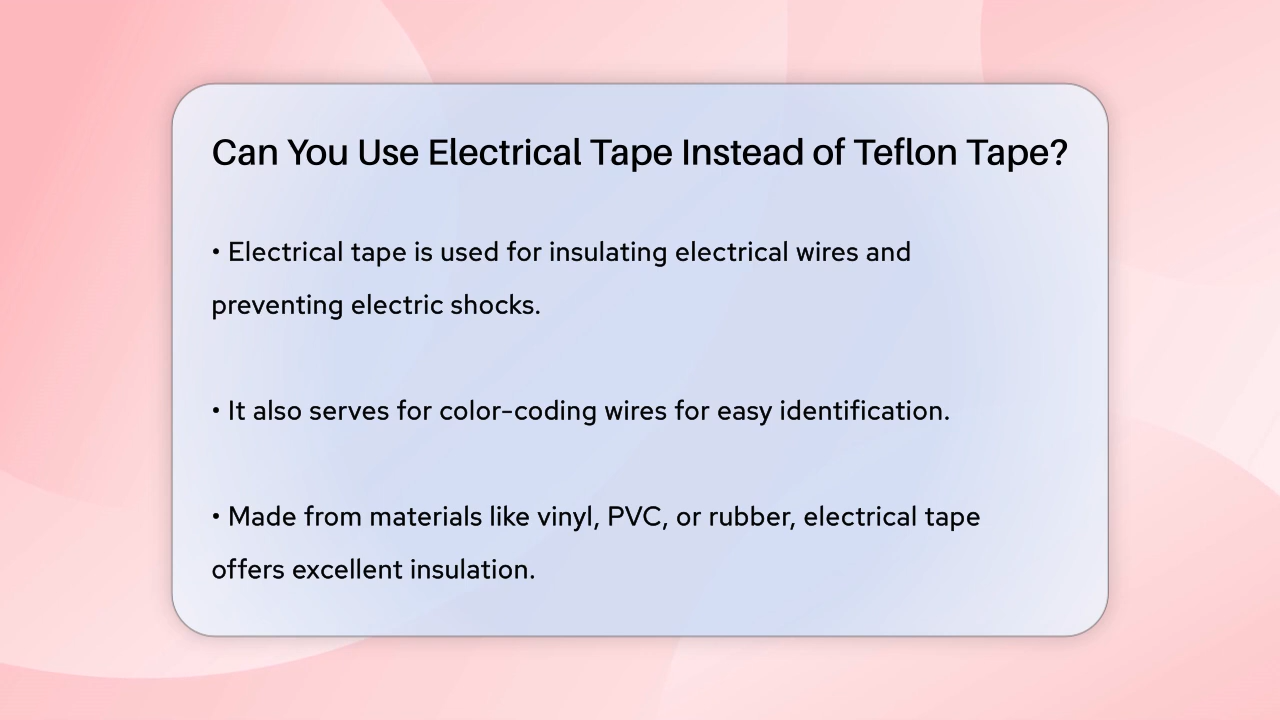 Can You Use Electrical Tape Instead of Teflon Tape?
• Electrical tape is used for insulating electrical wires and
preventing electric shocks.
• It also serves for color-coding wires for easy identification.
• Made from materials like vinyl, PVC, or rubber, electrical tape
offers excellent insulation.